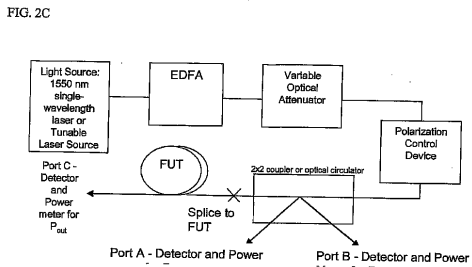 FIG. 2C
Light Source:
1550 nm
single-
wavelength
laser or
Tunable
Laser Source
EDFA
Variable
Optical
Attenuator
Polarization
Control
Device
Port C -
Detector
and
Power
meter for
Pout
FUT
Splice to
FUT
2x2 coupler or optical circulator
Port A - Detector and Power
Port B - Detector and Power